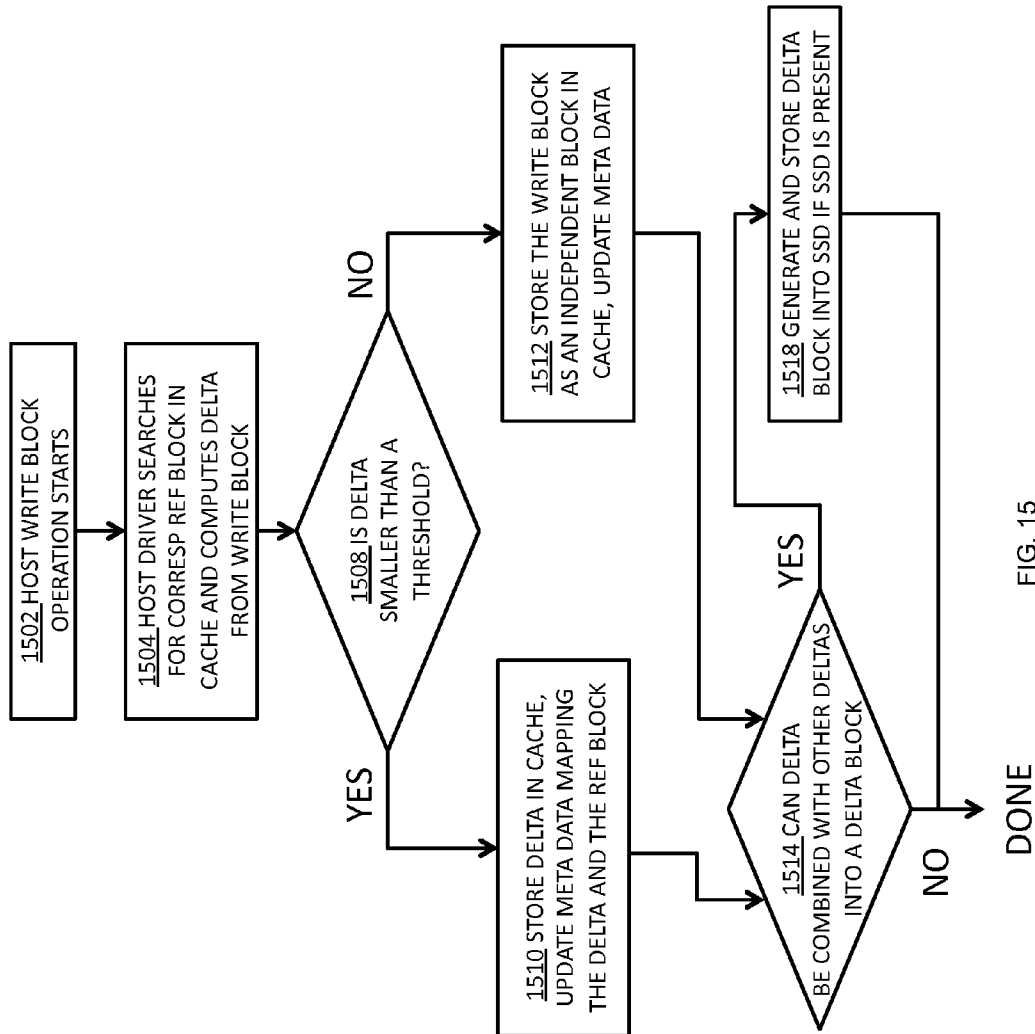 1502 HOST WRITE BLOCK
OPERATION STARTS
1504 HOST DRIVER SEARCHES
FOR CORRESP REF BLOCK IN
CACHE AND COMPUTES DELTA
FROM WRITE BLOCK
1508 IS DELTA
SMALLER THAN A
THRESHOLD?
YES
NO
1510 STORE DELTA IN CACHE,
UPDATE META DATA MAPPING
THE DELTA AND THE REF BLOCK
1512 STORE THE WRITE BLOCK
AS AN INDEPENDENT BLOCK IN
CACHE, UPDATE META DATA
1514 CAN DELTA
BE COMBINED WITH OTHER DELTAS
INTO A DELTA BLOCK
YES
NO
1518 GENERATE AND STORE DELTA
BLOCK INTO SSD IF SSD IS PRESENT
DONE
FIG. 15